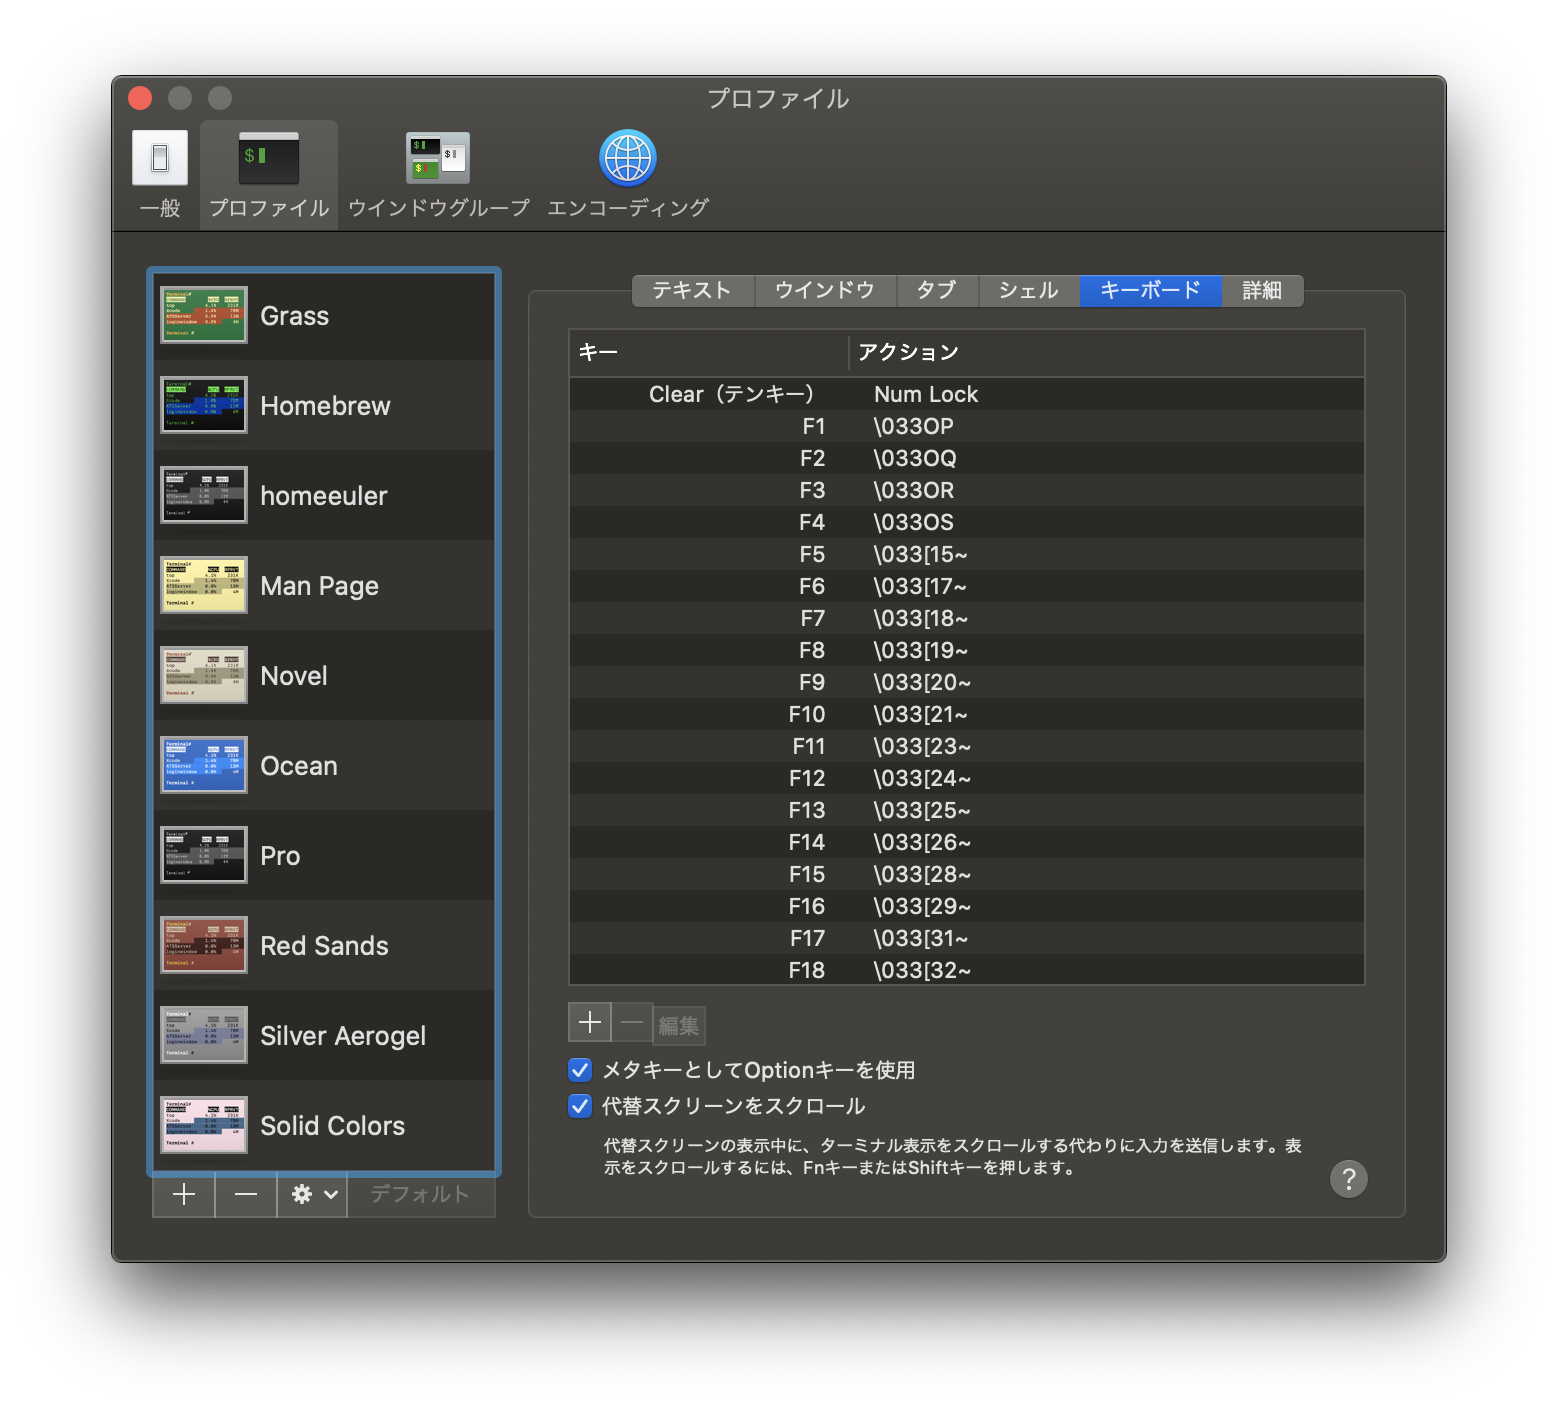 プロファイル
一般
プロファイル
ウインドウグループ
エンコーディング
Grass
Homebrew
homeeuler
Man Page
Novel
Ocean
Pro
Red Sands
Silver Aerogel
Solid Colors
デフォルト
テキスト ウインドウ タブ シェル キーボード 詳細
キー アクション
Clear（テンキー） Num Lock
F1 \033OP
F2 \033OQ
F3 \033OR
F4 \033OS
F5 \033[15~
F6 \033[17~
F7 \033[18~
F8 \033[19~
F9 \033[20~
F10 \033[21~
F11 \033[23~
F12 \033[24~
F13 \033[25~
F14 \033[26~
F15 \033[28~
F16 \033[29~
F17 \033[31~
F18 \033[32~
編集
メタキーとしてOptionキーを使用
代替スクリーンをスクロール
代替スクリーンの表示中に、ターミナル表示をスクロールする代わりに入力を送信します。表
示をスクロールするには、FnキーまたはShiftキーを押します。
?